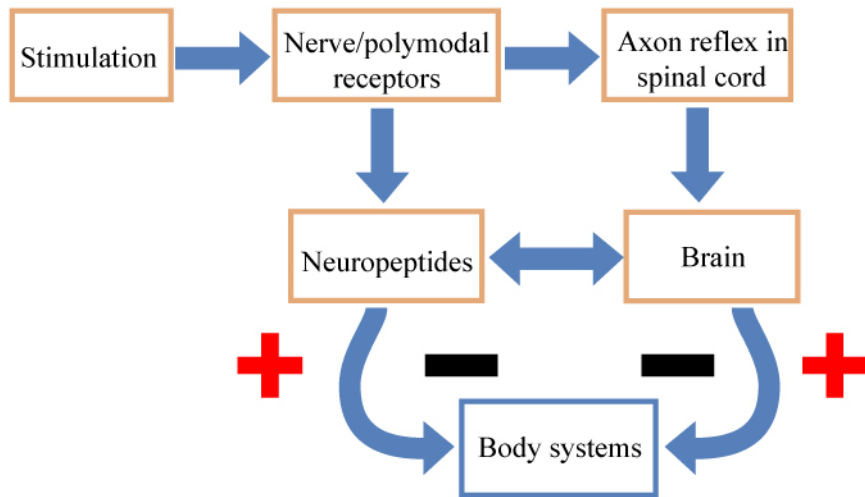 Stimulation
Nerve/polymodal
receptors
Axon reflex in
spinal cord
Neuropeptides
Brain
Body systems